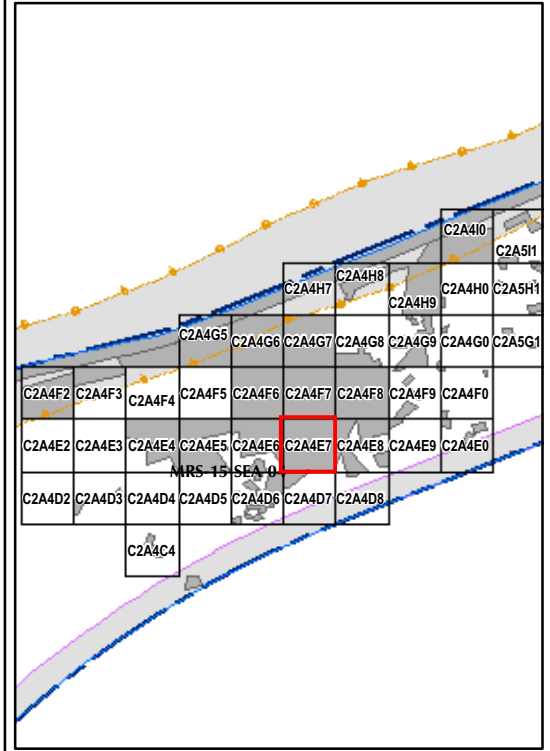 C2A4I0
C2A5I1
C2A4H7 C2A4H8 C2A4H9 C2A4H0 C2A5H1
C2A4G5 C2A4G6 C2A4G7 C2A4G8 C2A4G9 C2A4G0 C2A5G1
C2A4F2 C2A4F3 C2A4F4 C2A4F5 C2A4F6 C2A4F7 C2A4F8 C2A4F9 C2A4F0
C2A4E2 C2A4E3 C2A4E4 C2A4E5 C2A4E6 C2A4E7 C2A4E8 C2A4E9 C2A4E0
MRS-15-SEA-0
C2A4D2 C2A4D3 C2A4D4 C2A4D5 C2A4D6 C2A4D7 C2A4D8
C2A4C4